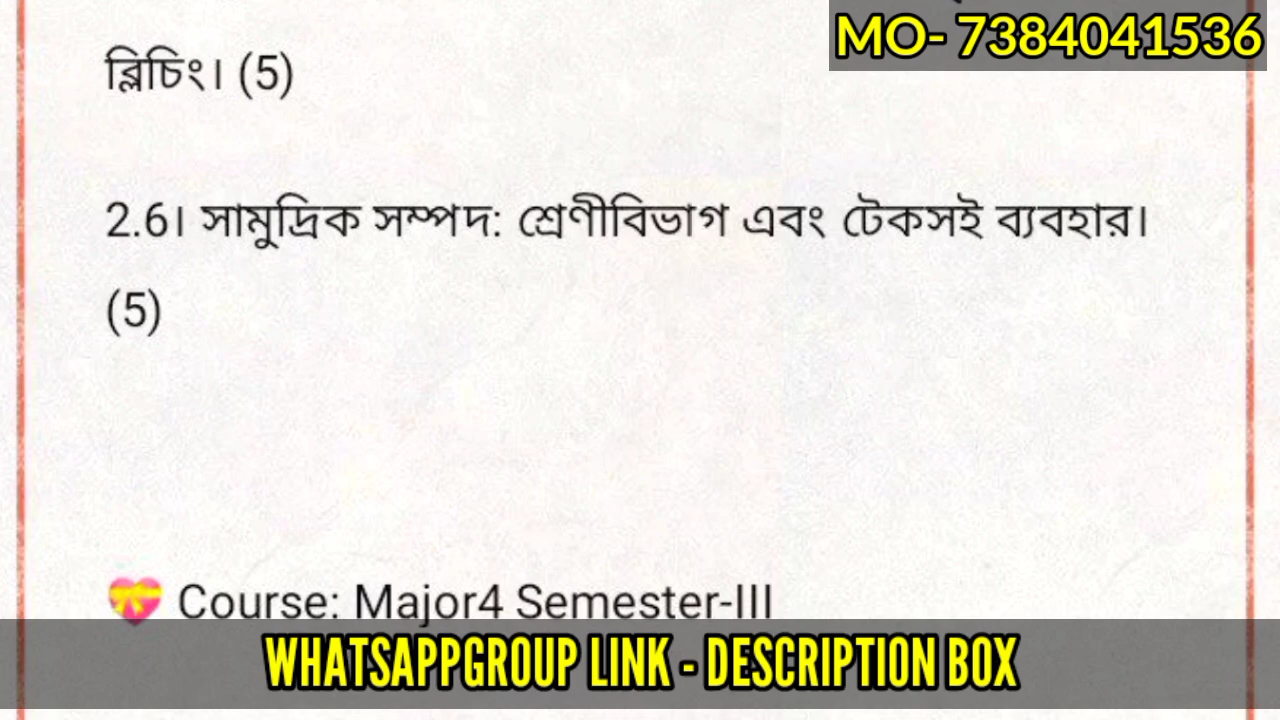 MO- 7384041536
ব্লিচিং। (5)
2.6। সামুদ্রিক সম্পদ: শ্রেণীবিভাগ এবং টেকসই ব্যবহার।
(5)
💝 Course: Major4 Semester-III
WHATSAPPGROUP LINK - DESCRIPTION BOX